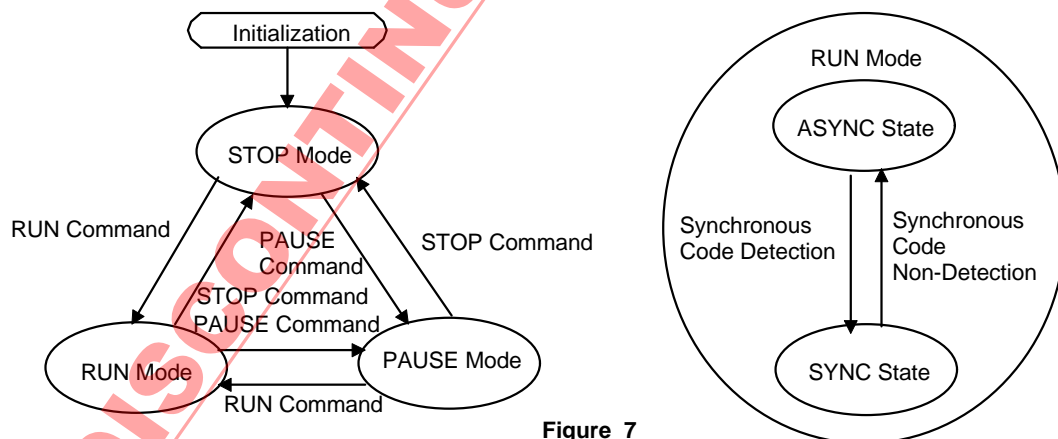 Initialization
STOP Mode
RUN Command
PAUSE
Command
STOP Command
STOP Command
PAUSE Command
RUN Mode
PAUSE Mode
RUN Command
RUN Mode
ASYNC State
Synchronous
Code Detection
Synchronous
Code
Non-Detection
SYNC State
Figure 7
DISCONTIN